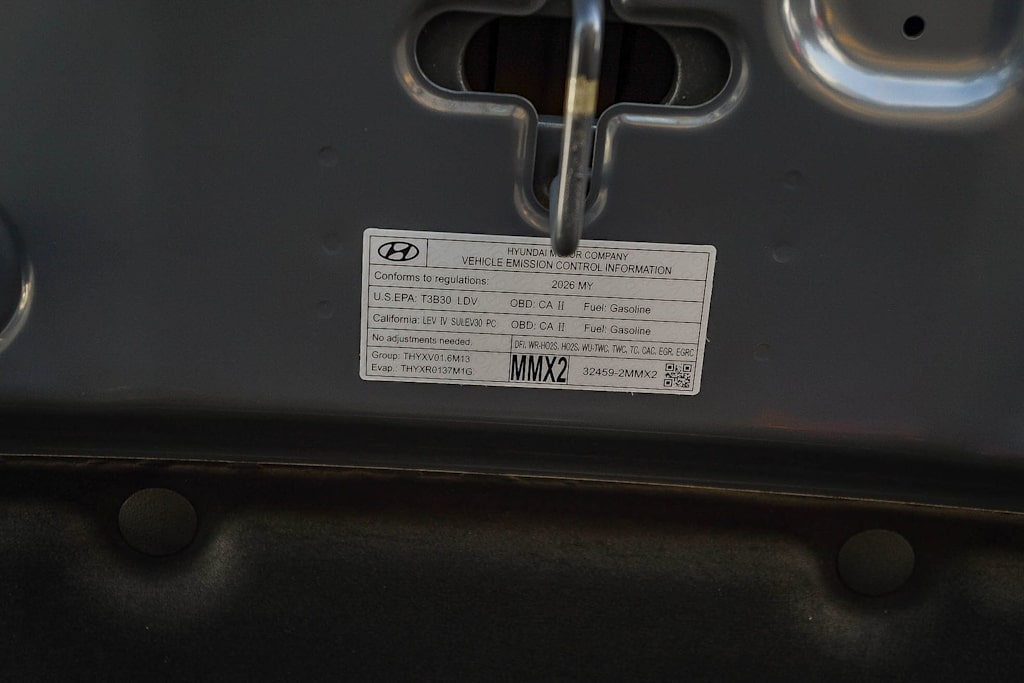 HYUNDAI MOTOR COMPANY
VEHICLE EMISSION CONTROL INFORMATION
Conforms to regulations: 2026 MY
U.S.EPA: T3B30 LDV OBD: CA II Fuel: Gasoline
California: LEV IV SULEV30 PC OBD: CA II Fuel: Gasoline
No adjustments needed. DFI, WR-HO2S, HO2S, WU-TWC, TWC, TC, CAC, EGR, EGRC
Group: THYXV01.6M13
Evap.: THYXR0137M1G
MMX2 32459-2MMX2